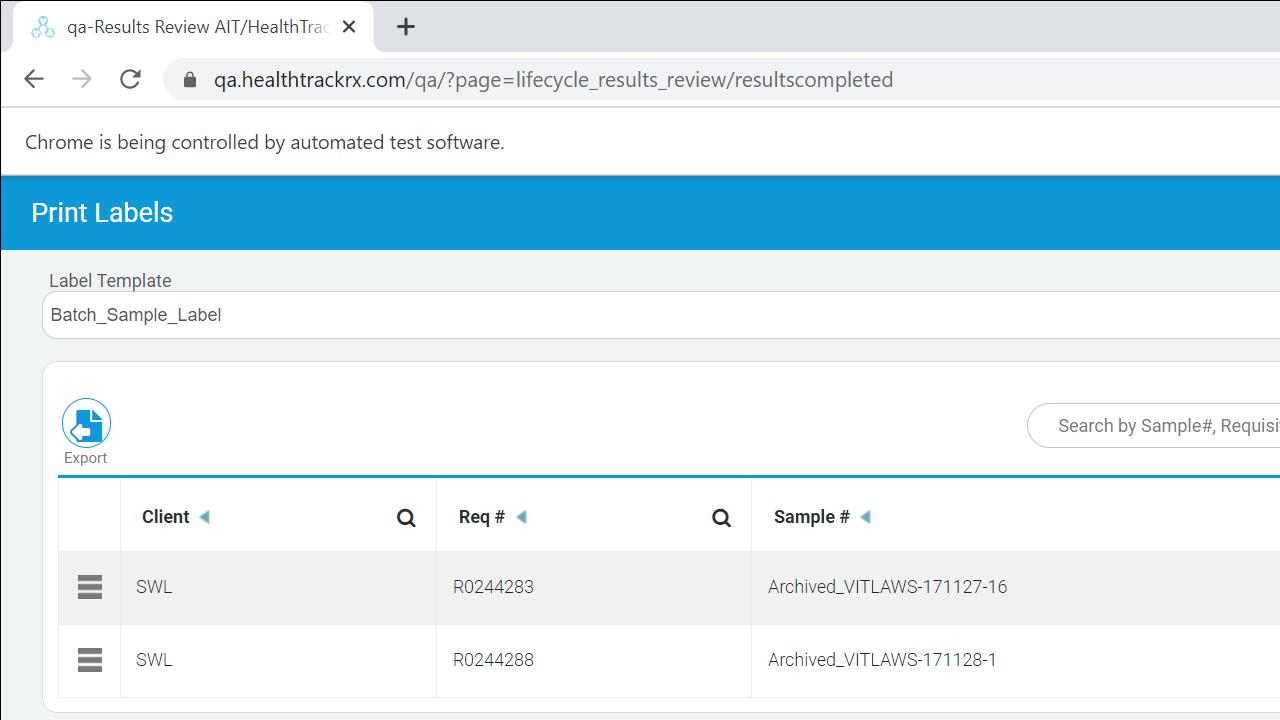 qa-Results Review AIT/HealthTrac
qa.healthtrackrx.com/qa/?page=lifecycle_results_review/resultscompleted
Chrome is being controlled by automated test software.
Print Labels
Label Template
Batch_Sample_Label
Export
Search by Sample#, Requisit
Client Req # Sample #
SWL R0244283 Archived_VITLAWS-171127-16
SWL R0244288 Archived_VITLAWS-171128-1